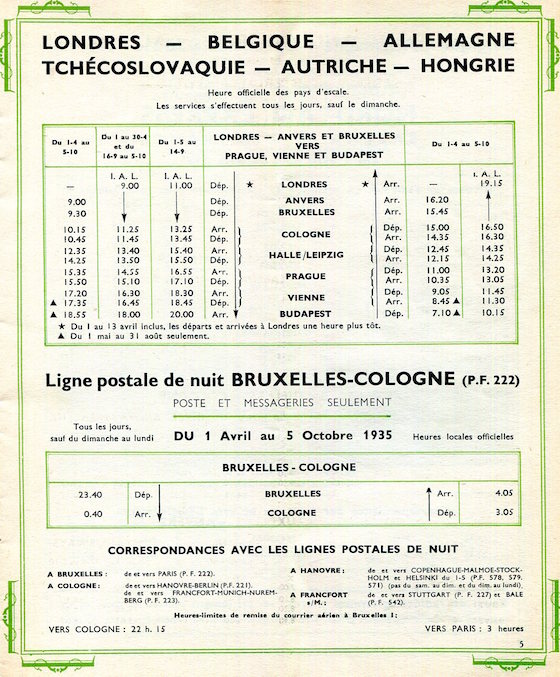 LONDRES — BELGIQUE — ALLEMAGNE
TCHÉCOSLOVAQUIE — AUTRICHE — HONGRIE
Heure officielle des pays d'escale.
Les services s'effectuent tous les jours, sauf le dimanche.
Du 1-4 au 5-10 | Du 1 au 30-4 et du 16-9 au 5-10 | Du 1-5 au 14-9 | LONDRES — ANVERS ET BRUXELLES VERS PRAGUE, VIENNE ET BUDAPEST | Du 1-4 au 5-10
I. A. L. I. A. L. I. A. L.
— 9.00 11.00 Dép. ★ LONDRES ★ Arr. — 19.15
9.00 Dép. ANVERS Arr. 16.20
9.30 Dép. BRUXELLES Arr. 15.45
10.15 11.25 13.25 Arr. COLOGNE Dép. 15.00 16.50
10.45 11.45 13.45 Dép. Arr. 14.35 16.30
12.35 13.40 15.40 Arr. HALLE/LEIPZIG Dép. 12.45 14.35
14.25 13.50 15.50 Dép. Arr. 12.15 14.25
15.35 14.55 16.55 Arr. PRAGUE Dép. 11.00 13.20
15.50 15.10 17.10 Dép. Arr. 10.35 13.05
17.20 16.30 18.30 Arr. VIENNE Dép. 9.05 11.45
▲ 17.35 16.45 18.45 Dép. Arr. 8.45 ▲ 11.30
▲ 18.55 18.00 20.00 Arr. BUDAPEST Dép. 7.10 ▲ 10.15
★ Du 1 au 13 avril inclus, les départs et arrivées à Londres une heure plus tôt.
▲ Du 1 mai au 31 août seulement.
Ligne postale de nuit BRUXELLES-COLOGNE (P.F. 222)
POSTE ET MESSAGERIES SEULEMENT
Tous les jours,
sauf du dimanche au lundi
DU 1 Avril au 5 Octobre 1935
Heures locales officielles
BRUXELLES - COLOGNE
23.40 Dép. BRUXELLES Arr. 4.05
0.40 Arr. COLOGNE Dép. 3.05
CORRESPONDANCES AVEC LES LIGNES POSTALES DE NUIT
A BRUXELLES : de et vers PARIS (P. F. 222).
A COLOGNE : de et vers HANOVRE-BERLIN (P.F. 221).
de et vers FRANCFORT-MUNICH-NUREM-
BERG (P. F. 223).
A HANOVRE : de et vers COPENHAGUE-MALMOE-STOCK-
HOLM et HELSINKI du 1-5 (P.F. 578, 579,
571) (pas du sam. au dim. et du dim. au lundi).
A FRANCFORT s/M. : de et vers STUTTGART (P. F. 227) et BALE
(P. F. 542).
Heures-limites de remise du courrier aérien à Bruxelles 1 :
VERS COLOGNE : 22 h. 15
VERS PARIS : 3 heures
5